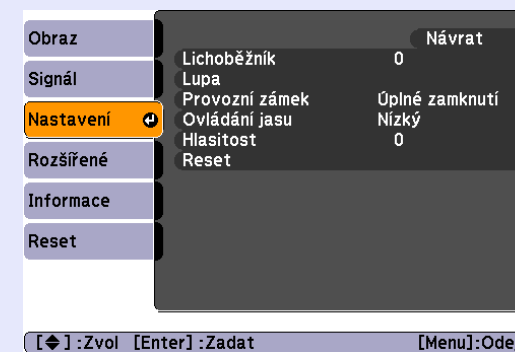 Obraz
Signál
Nastavení
Rozšířené
Informace
Reset
Návrat
Lichoběžník 0
Lupa
Provozní zámek Úplné zamknutí
Ovládání jasu Nízký
Hlasitost 0
Reset
[ ] :Zvol [Enter] :Zadat [Menu]:Ode